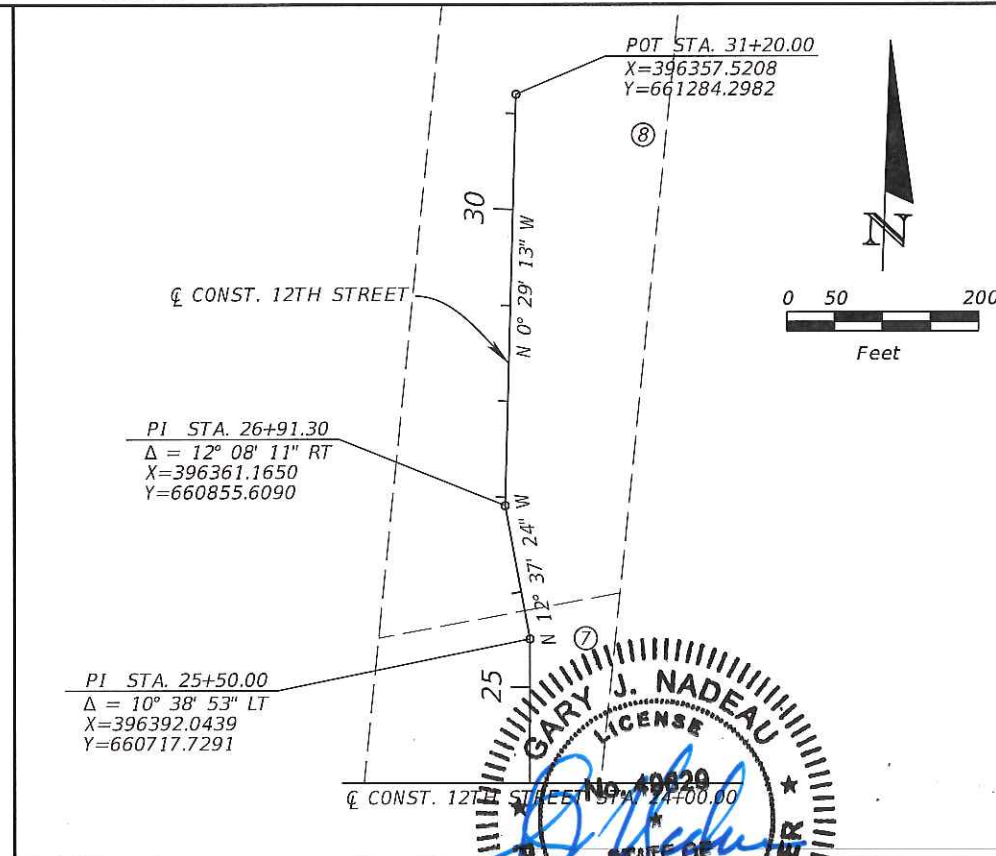 POT STA. 31+20.00
X=396357.5208
Y=661284.2982
8
30
N 0° 29' 13" W
N
0 50 200
Feet
℄ CONST. 12TH STREET
PI STA. 26+91.30
Δ = 12° 08' 11" RT
X=396361.1650
Y=660855.6090
N 12° 37' 24" W
7
PI STA. 25+50.00
Δ = 10° 38' 53" LT
X=396392.0439
Y=660717.7291
25
GARY J. NADEAU
LICENSE
℄ CONST. 12TH STREET STA. 24+00.00